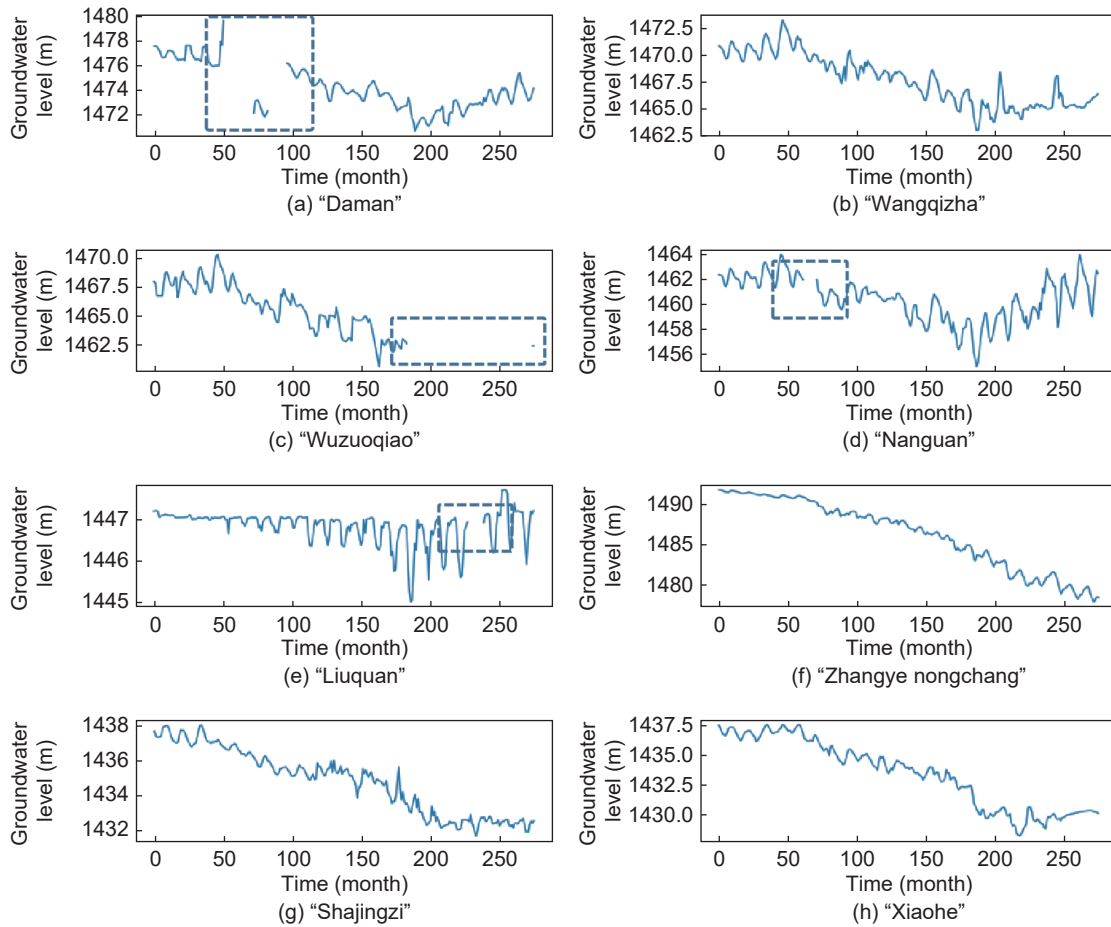 Groundwater
level (m)
1480
1478
1476
1474
1472
0 50 100 150 200 250
Time (month)
(a) “Daman”
Groundwater
level (m)
1472.5
1470.0
1467.5
1465.0
1462.5
0 50 100 150 200 250
Time (month)
(b) “Wangqizha”
Groundwater
level (m)
1470.0
1467.5
1465.0
1462.5
0 50 100 150 200 250
Time (month)
(c) “Wuzuoqiao”
Groundwater
level (m)
1464
1462
1460
1458
1456
0 50 100 150 200 250
Time (month)
(d) “Nanguan”
Groundwater
level (m)
1447
1446
1445
0 50 100 150 200 250
Time (month)
(e) “Liuquan”
Groundwater
level (m)
1490
1485
1480
0 50 100 150 200 250
Time (month)
(f) “Zhangye nongchang”
Groundwater
level (m)
1438
1436
1434
1432
0 50 100 150 200 250
Time (month)
(g) “Shajingzi”
Groundwater
level (m)
1437.5
1435.0
1432.5
1430.0
0 50 100 150 200 250
Time (month)
(h) “Xiaohe”